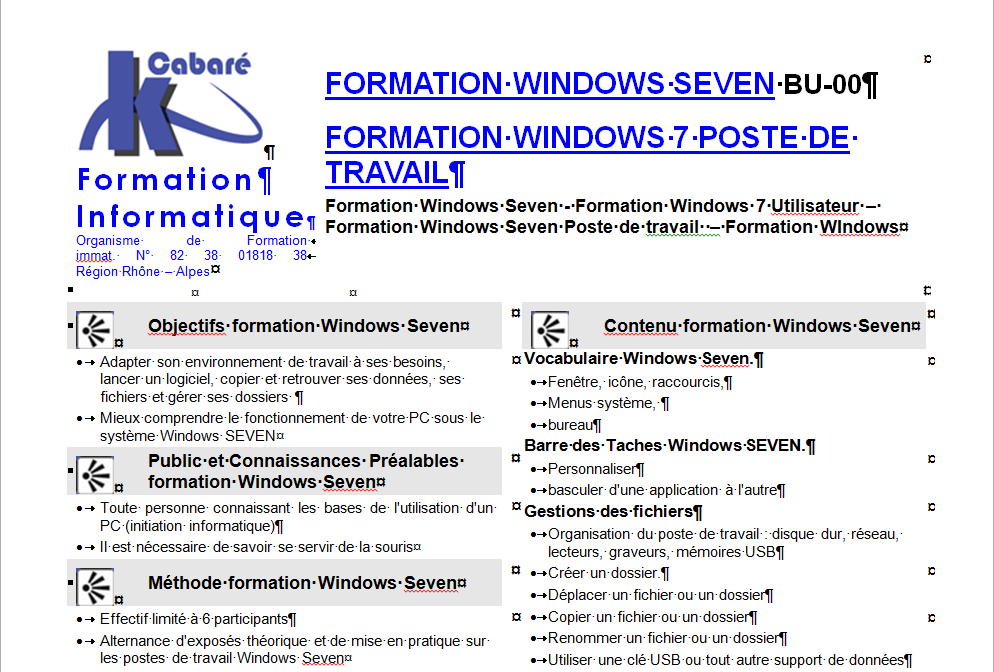 Cabaré
Formation
Informatique
Organisme de Formation
immat. N° 82 38 01818 38
Région Rhône – Alpes
FORMATION WINDOWS SEVEN BU-00
FORMATION WINDOWS 7 POSTE DE
TRAVAIL
Formation Windows Seven - Formation Windows 7 Utilisateur –
Formation Windows Seven Poste de travail – Formation WIndows
Objectifs formation Windows Seven
Adapter son environnement de travail à ses besoins,
lancer un logiciel, copier et retrouver ses données, ses
fichiers et gérer ses dossiers
Mieux comprendre le fonctionnement de votre PC sous le
système Windows SEVEN
Public et Connaissances Préalables
formation Windows Seven
Toute personne connaissant les bases de l'utilisation d'un
PC (initiation informatique)
Il est nécessaire de savoir se servir de la souris
Méthode formation Windows Seven
Effectif limité à 6 participants
Alternance d'exposés théorique et de mise en pratique sur
les postes de travail Windows Seven
Contenu formation Windows Seven
Vocabulaire Windows Seven.
Fenêtre, icône, raccourcis,
Menus système,
bureau
Barre des Taches Windows SEVEN.
Personnaliser
basculer d'une application à l'autre
Gestions des fichiers
Organisation du poste de travail : disque dur, réseau,
lecteurs, graveurs, mémoires USB
Créer un dossier.
Déplacer un fichier ou un dossier
Copier un fichier ou un dossier
Renommer un fichier ou un dossier
Utiliser une clé USB ou tout autre support de données